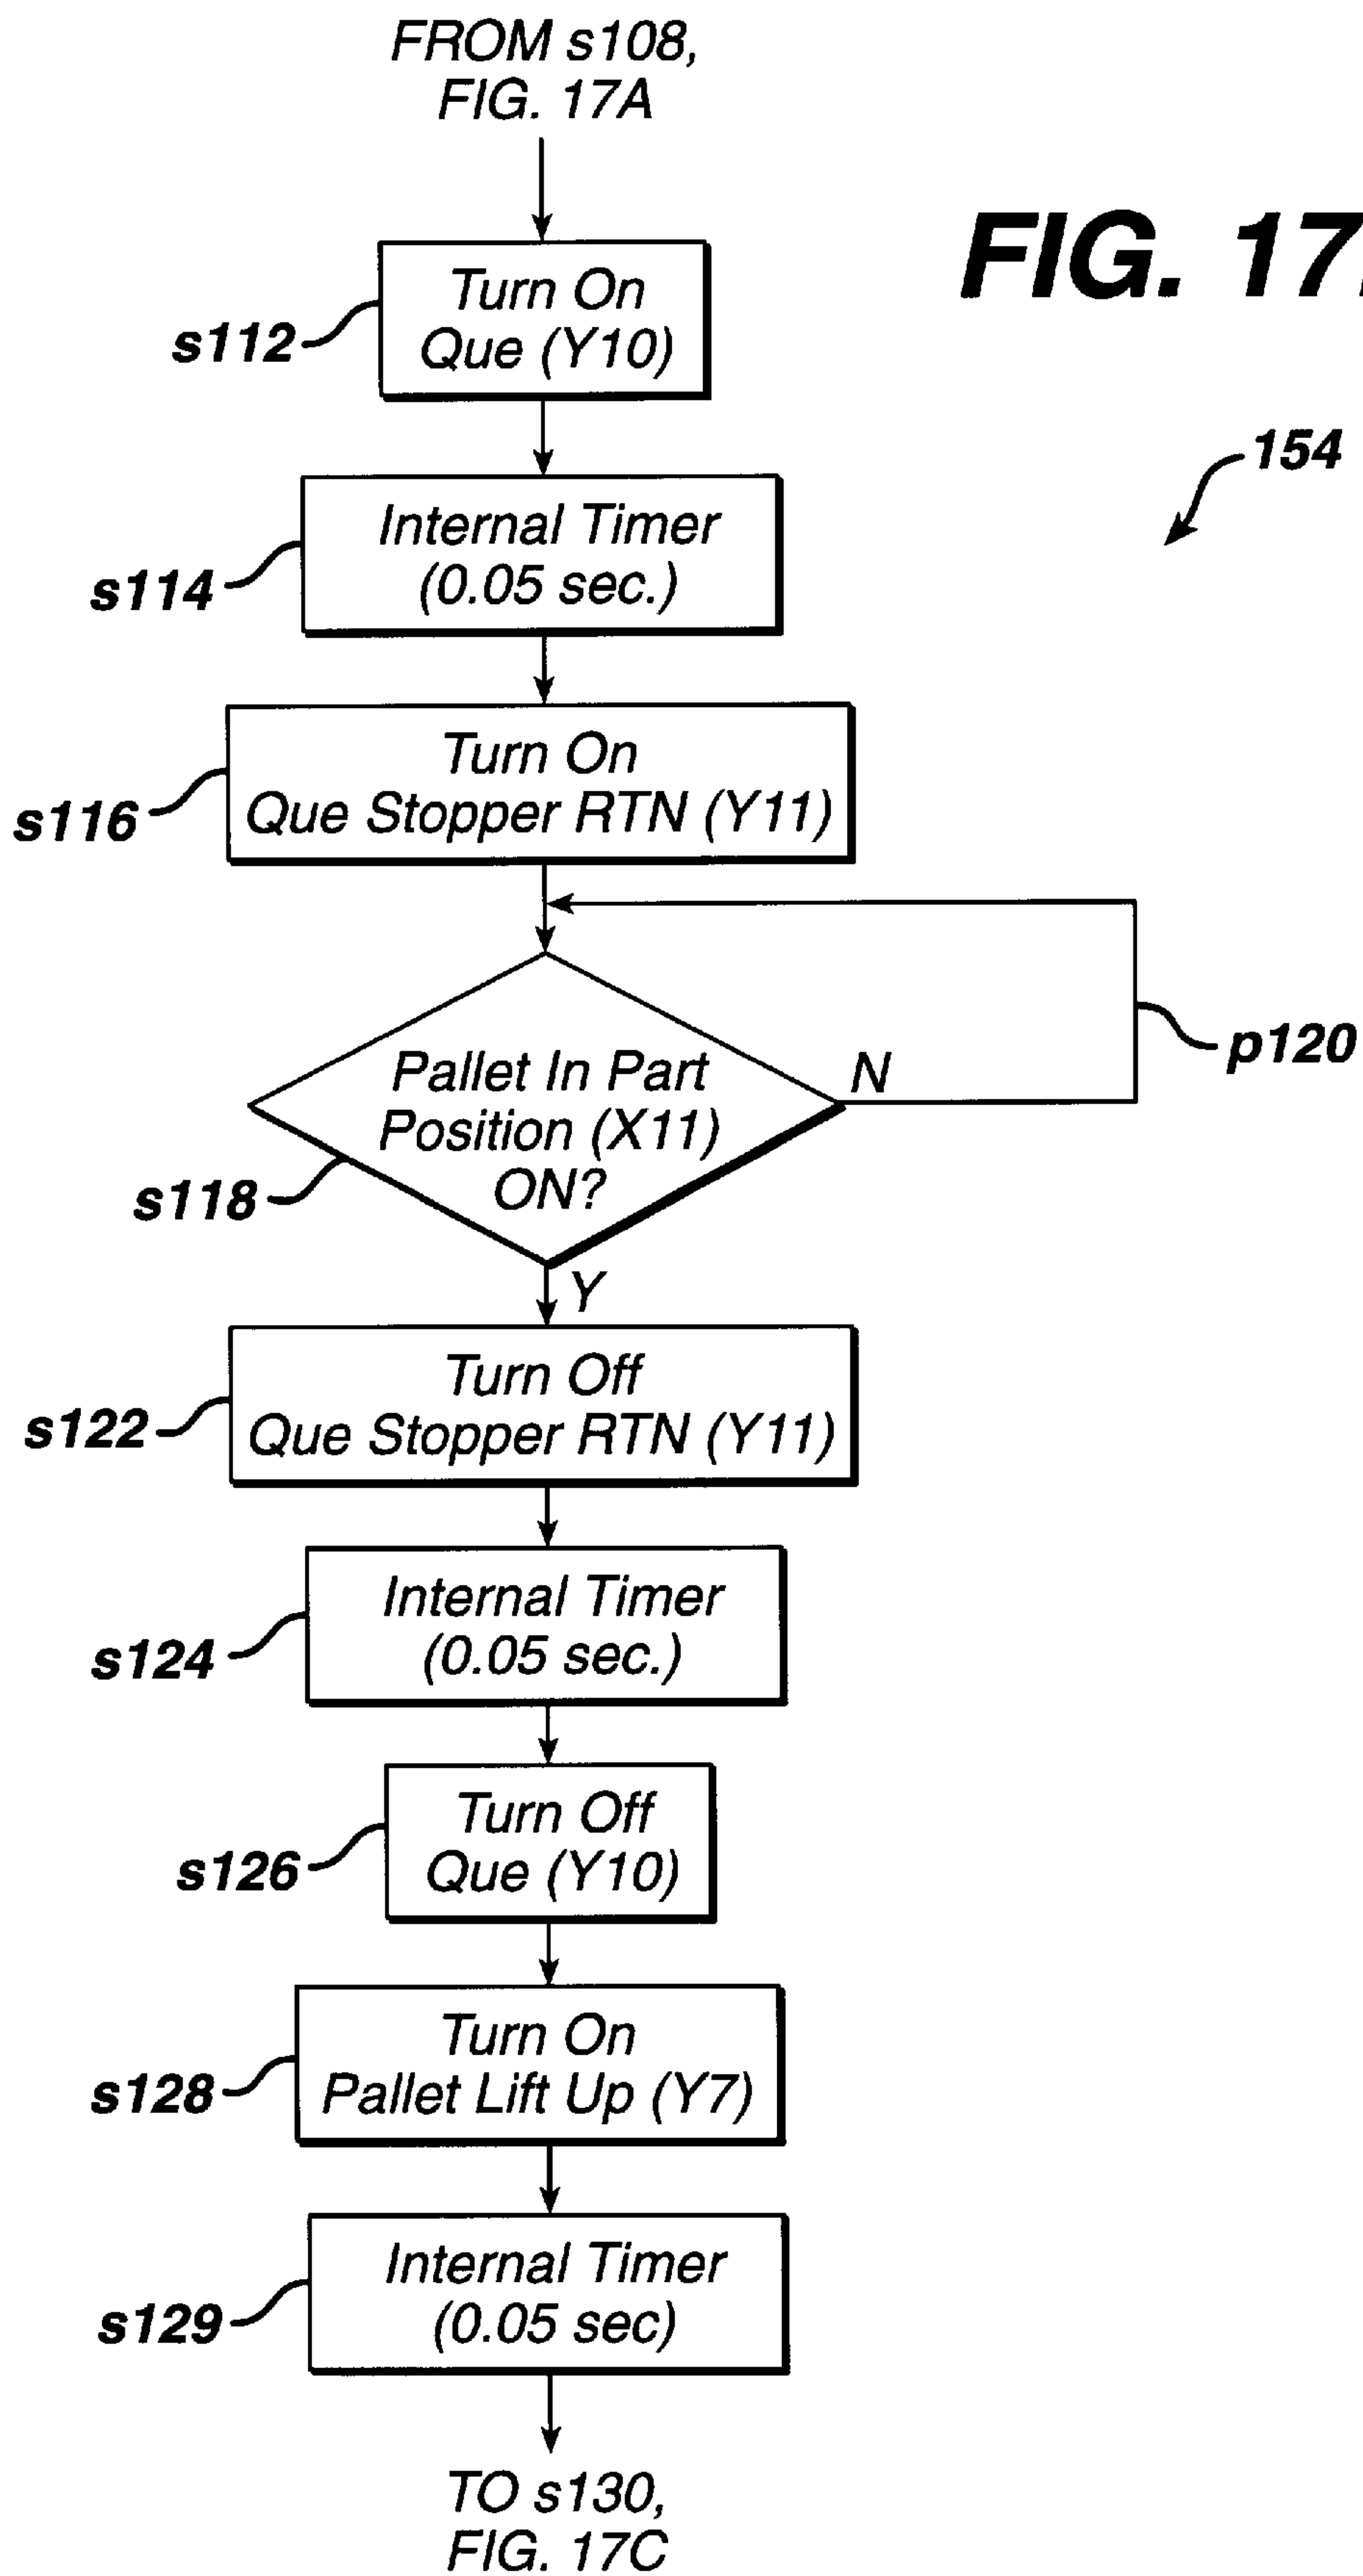 FROM s108,
FIG. 17A
FIG. 17
154
s112
Turn On
Que (Y10)
s114
Internal Timer
(0.05 sec.)
s116
Turn On
Que Stopper RTN (Y11)
p120
s118
Pallet In Part
Position (X11)
ON?
N
Y
s122
Turn Off
Que Stopper RTN (Y11)
s124
Internal Timer
(0.05 sec.)
s126
Turn Off
Que (Y10)
s128
Turn On
Pallet Lift Up (Y7)
s129
Internal Timer
(0.05 sec)
TO s130,
FIG. 17C